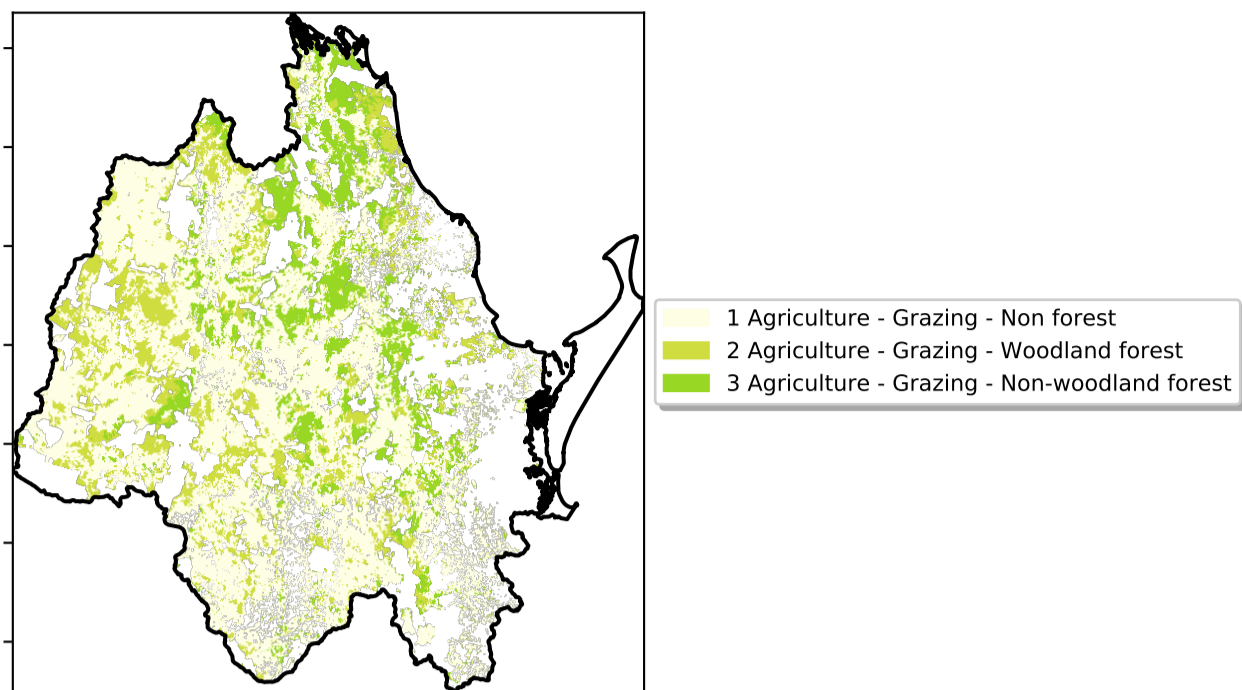 1 Agriculture - Grazing - Non forest
2 Agriculture - Grazing - Woodland forest
3 Agriculture - Grazing - Non-woodland forest